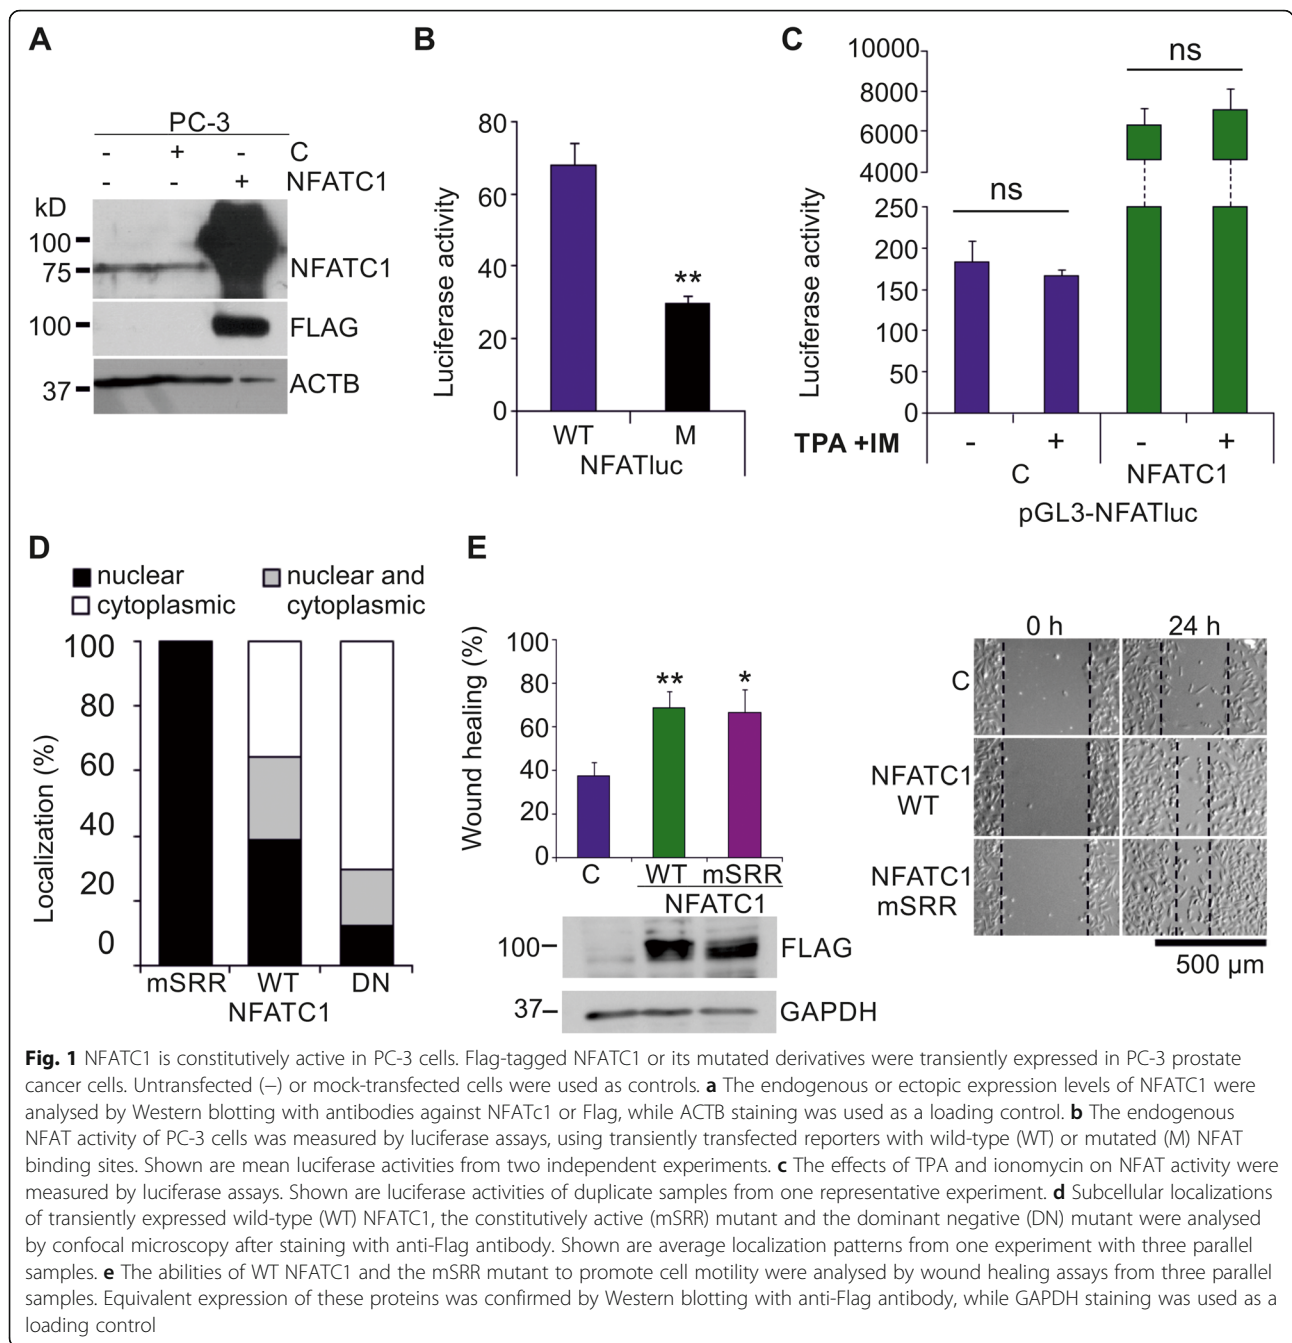 A
PC-3
- + - C
- - + NFATC1
kD
100
75
NFATC1
100
FLAG
37
ACTB
B
Luciferase activity
80
60
40
20
0
**
WT M
NFATluc
C
Luciferase activity
10000
8000
6000
4000
250
200
150
100
50
0
ns
ns
TPA +IM - + - +
C NFATC1
pGL3-NFATluc
D
nuclear
cytoplasmic
nuclear and
cytoplasmic
Localization (%)
100
80
60
40
20
0
mSRR WT DN
NFATC1
E
Wound healing (%)
100
80
60
40
20
0
** *
C WT mSRR
NFATC1
100
FLAG
37
GAPDH
0 h 24 h
C
NFATC1
WT
NFATC1
mSRR
500 µm
Fig. 1 NFATC1 is constitutively active in PC-3 cells. Flag-tagged NFATC1 or its mutated derivatives were transiently expressed in PC-3 prostate
cancer cells. Untransfected (−) or mock-transfected cells were used as controls. a The endogenous or ectopic expression levels of NFATC1 were
analysed by Western blotting with antibodies against NFATc1 or Flag, while ACTB staining was used as a loading control. b The endogenous
NFAT activity of PC-3 cells was measured by luciferase assays, using transiently transfected reporters with wild-type (WT) or mutated (M) NFAT
binding sites. Shown are mean luciferase activities from two independent experiments. c The effects of TPA and ionomycin on NFAT activity were
measured by luciferase assays. Shown are luciferase activities of duplicate samples from one representative experiment. d Subcellular localizations
of transiently expressed wild-type (WT) NFATC1, the constitutively active (mSRR) mutant and the dominant negative (DN) mutant were analysed
by confocal microscopy after staining with anti-Flag antibody. Shown are average localization patterns from one experiment with three parallel
samples. e The abilities of WT NFATC1 and the mSRR mutant to promote cell motility were analysed by wound healing assays from three parallel
samples. Equivalent expression of these proteins was confirmed by Western blotting with anti-Flag antibody, while GAPDH staining was used as a
loading control